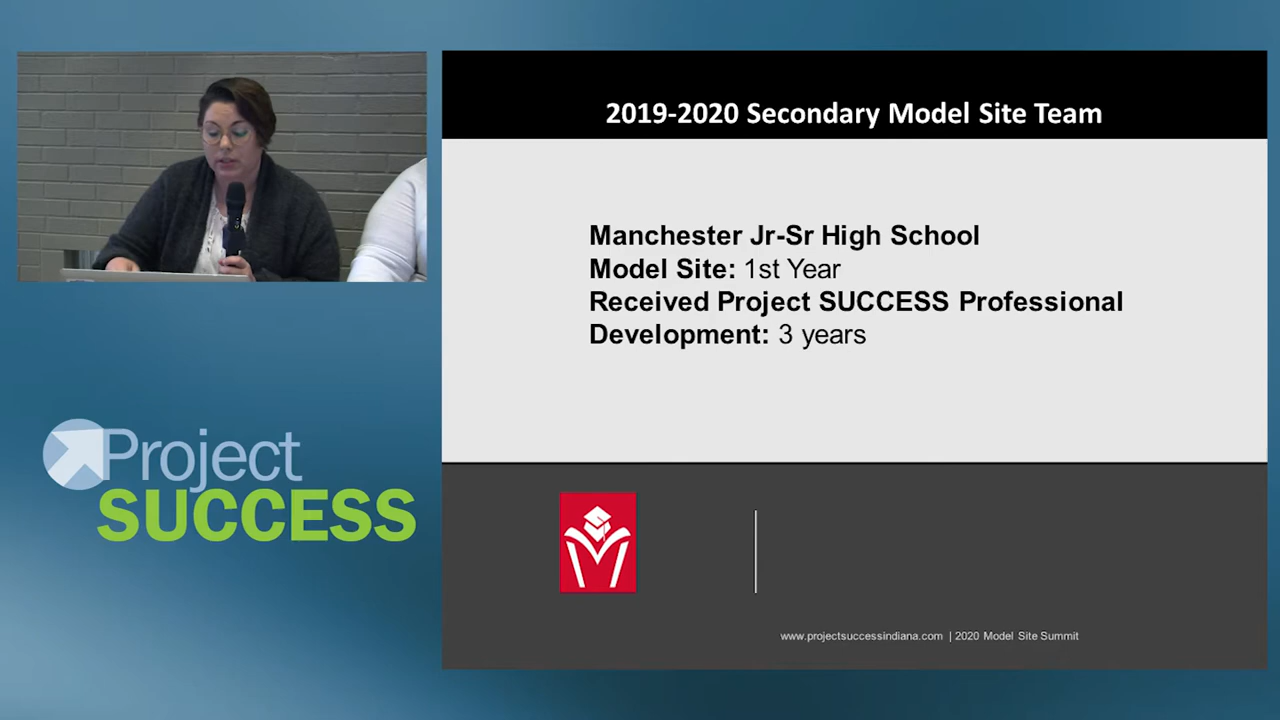 2019-2020 Secondary Model Site Team
Manchester Jr-Sr High School
Model Site: 1st Year
Received Project SUCCESS Professional
Development: 3 years
Project
SUCCESS
www.projectsuccessindiana.com | 2020 Model Site Summit